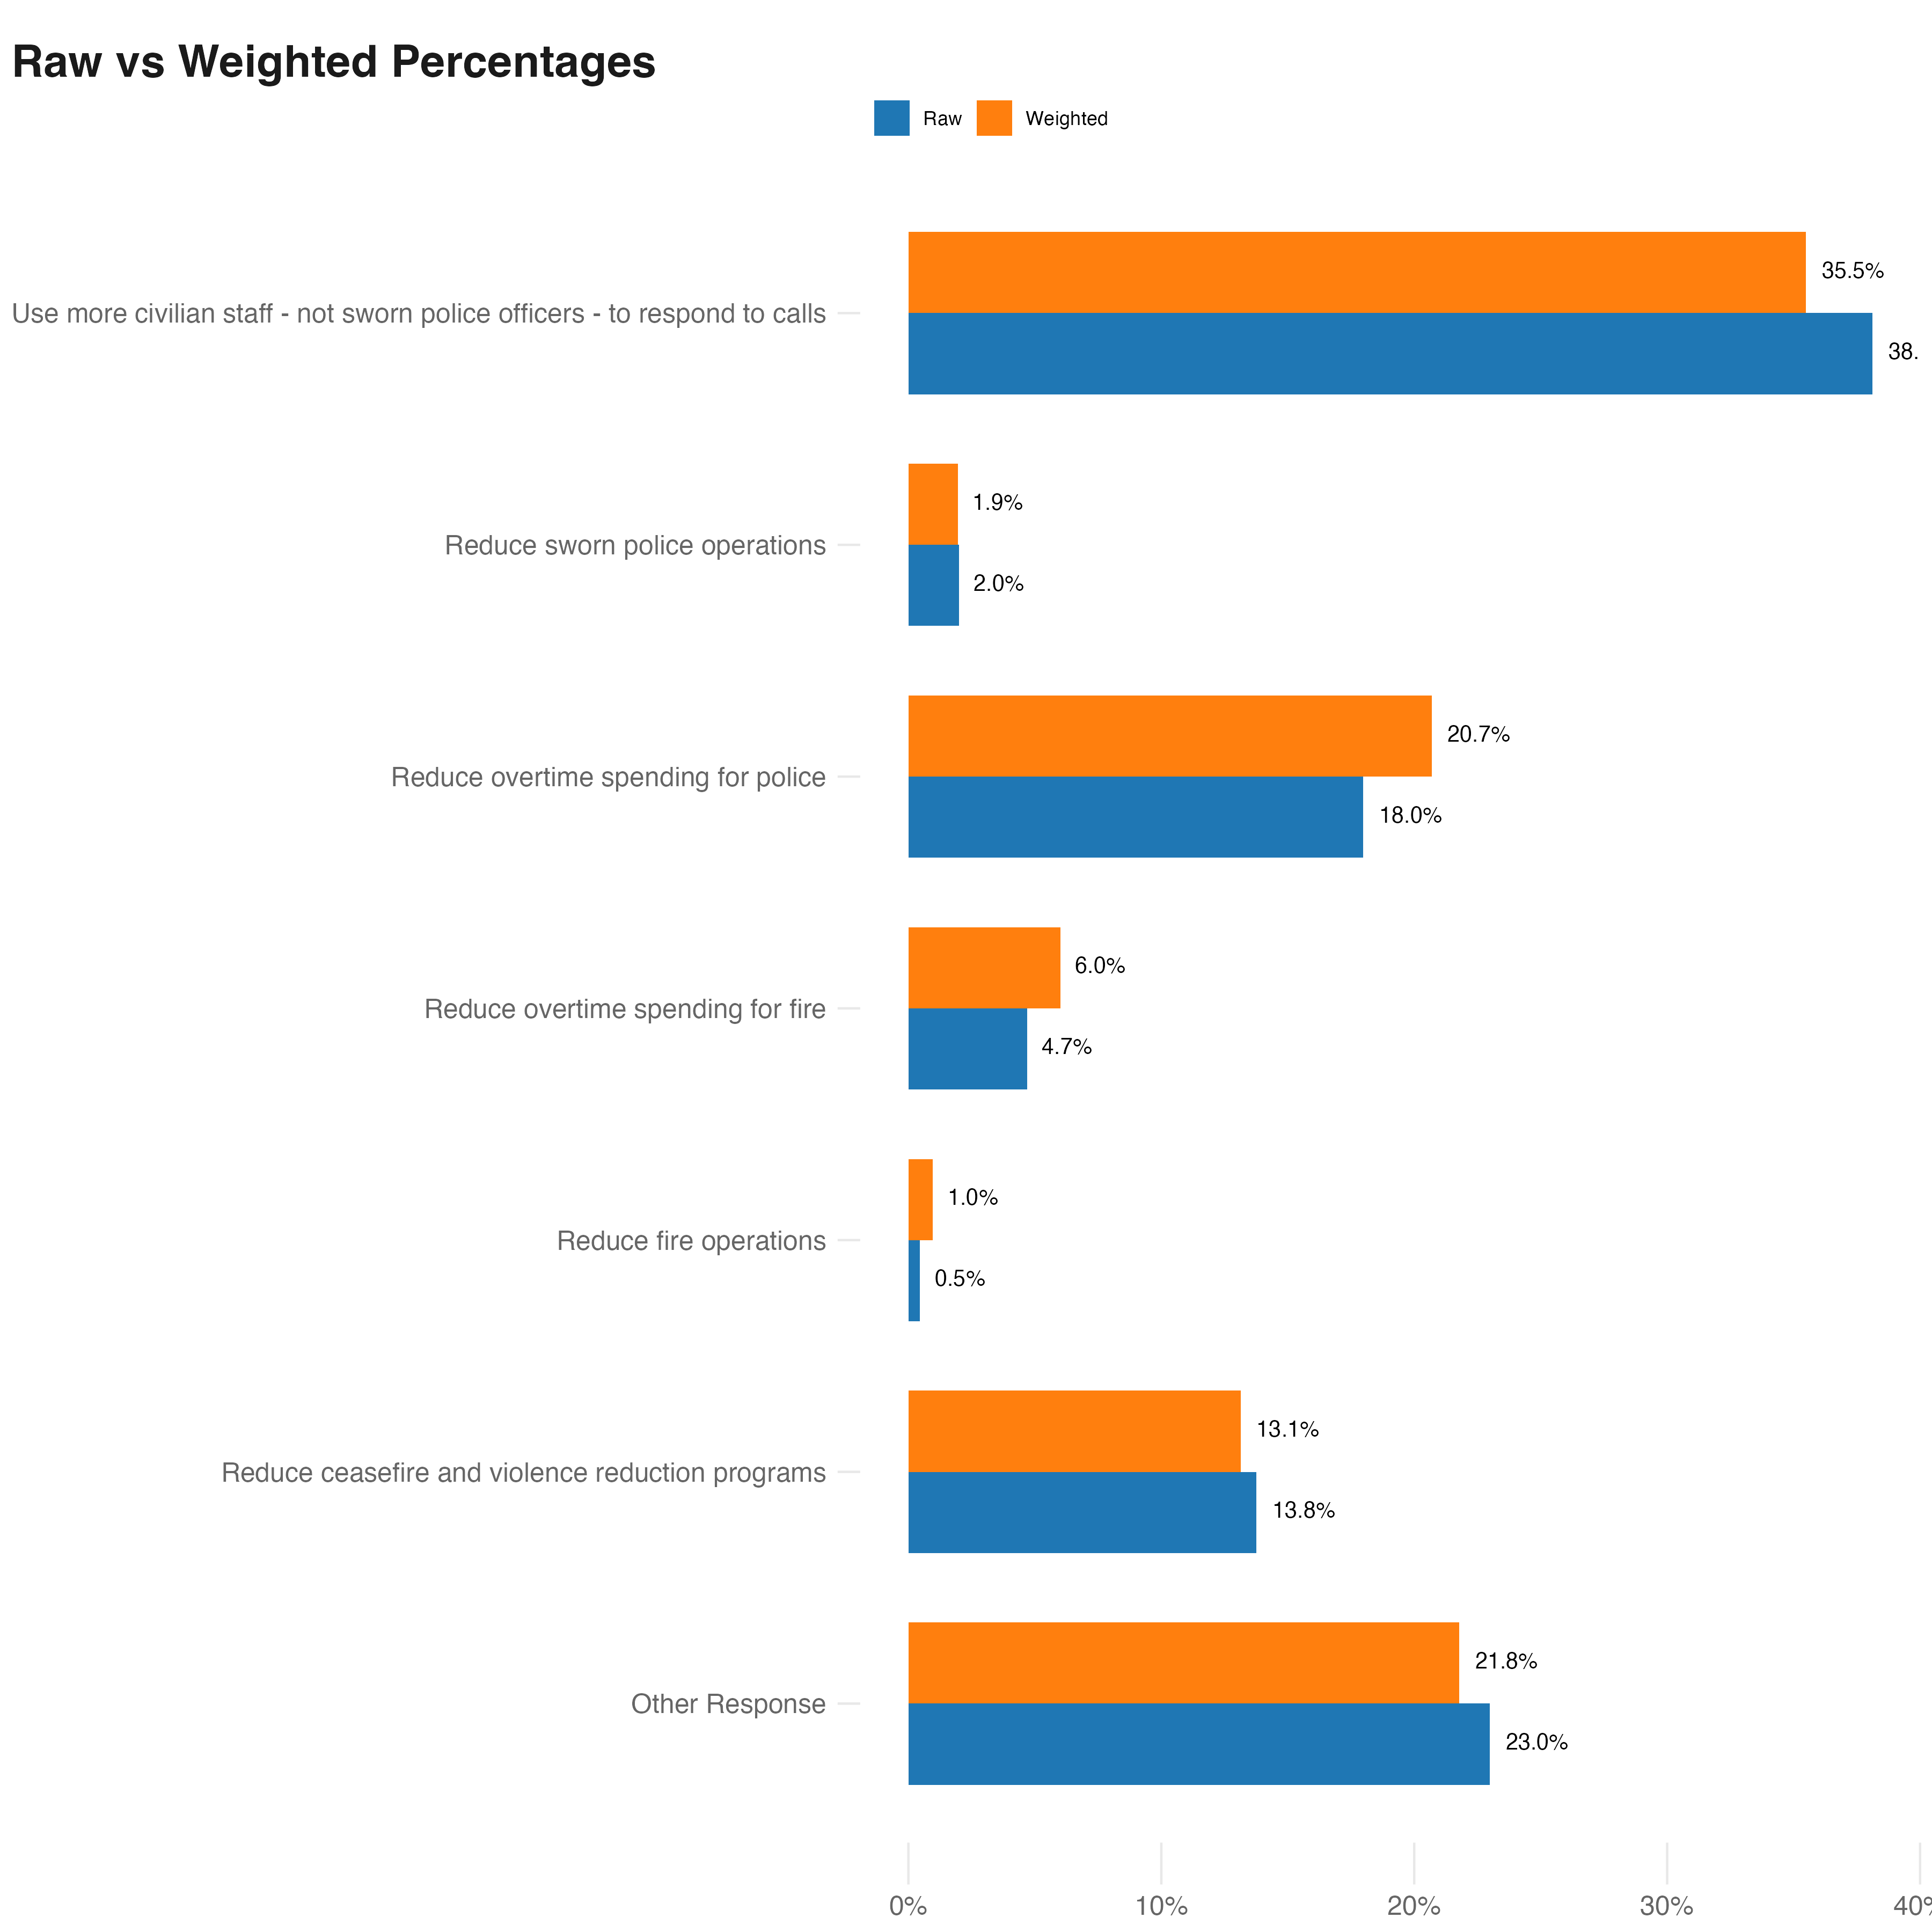 Raw vs Weighted Percentages
Raw Weighted
Use more civilian staff - not sworn police officers - to respond to calls
35.5%
38.
Reduce sworn police operations
1.9%
2.0%
Reduce overtime spending for police
20.7%
18.0%
Reduce overtime spending for fire
6.0%
4.7%
Reduce fire operations
1.0%
0.5%
Reduce ceasefire and violence reduction programs
13.1%
13.8%
Other Response
21.8%
23.0%
0% 10% 20% 30% 40%